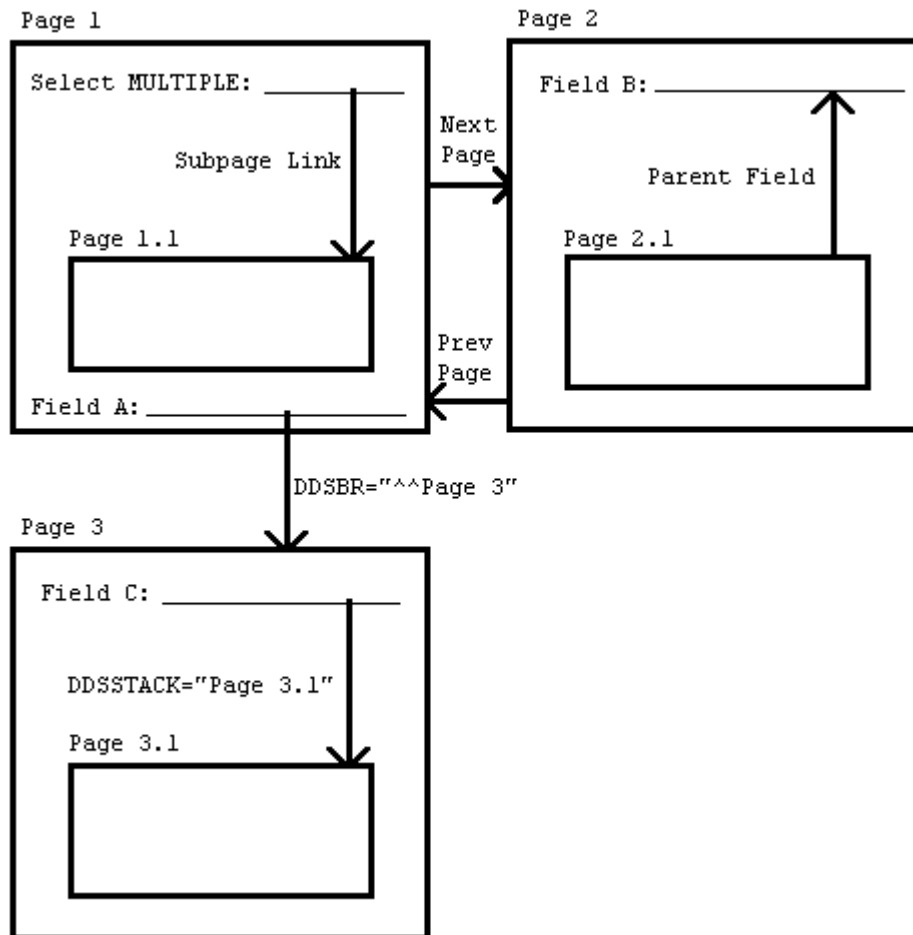 Page 1
Page 2
Select MULTIPLE:
Field B:
Next
Page
Subpage Link
Parent Field
Page 1.1
Page 2.1
Prev
Page
Field A:
DDSBR="^^Page 3"
Page 3
Field C:
DDSSTACK="Page 3.1"
Page 3.1